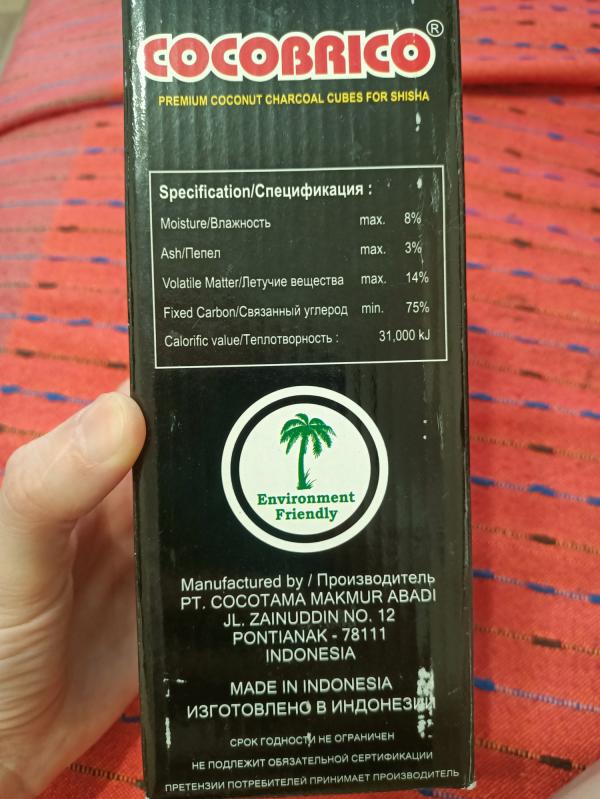 COCOBRICO®
PREMIUM COCONUT CHARCOAL CUBES FOR SHISHA
Specification/Спецификация :
Moisture/Влажность max. 8%
Ash/Пепел max. 3%
Volatile Matter/Летучие вещества max. 14%
Fixed Carbon/Связанный углерод min. 75%
Calorific value/Теплотворность : 31,000 kJ
Environment
Friendly
Manufactured by / Производитель
PT. COCOTAMA MAKMUR ABADI
JL. ZAINUDDIN NO. 12
PONTIANAK - 78111
INDONESIA
MADE IN INDONESIA
ИЗГОТОВЛЕНО В ИНДОНЕЗИИ
СРОК ГОДНОСТИ НЕ ОГРАНИЧЕН
НЕ ПОДЛЕЖИТ ОБЯЗАТЕЛЬНОЙ СЕРТИФИКАЦИИ
ПРЕТЕНЗИИ ПОТРЕБИТЕЛЕЙ ПРИНИМАЕТ ПРОИЗВОДИТЕЛЬ